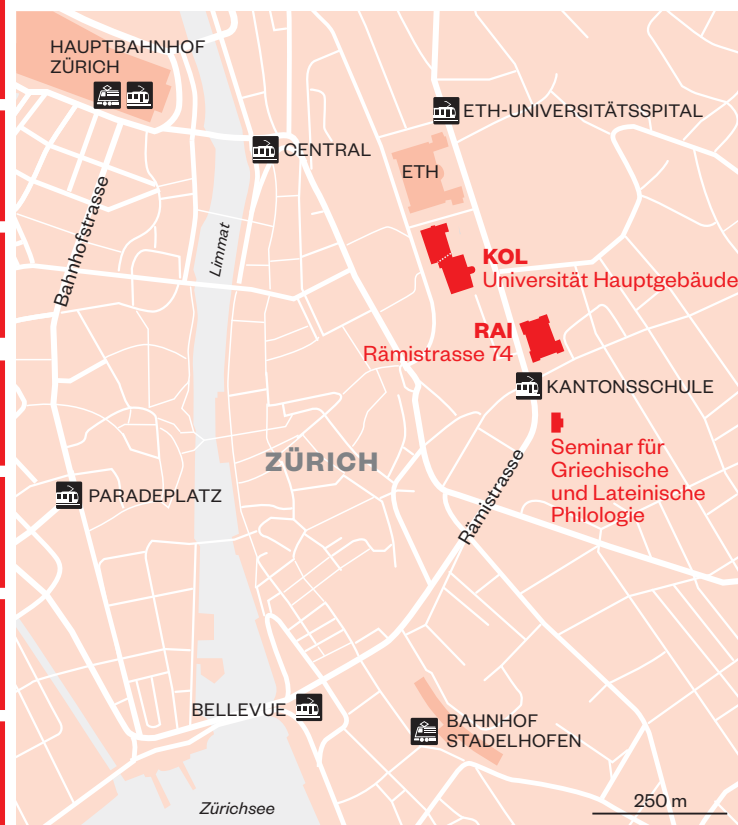 HAUPTBAHNHOF
ZÜRICH
ETH-UNIVERSITÄTSSPITAL
CENTRAL
ETH
Bahnhofstrasse
Limmat
KOL
Universität Hauptgebäude
RAI
Rämistrasse 74
KANTONSSCHULE
ZÜRICH
Seminar für
Griechische
und Lateinische
Philologie
Rämistrasse
PARADEPLATZ
BELLEVUE
BAHNHOF
STADELHOFEN
Zürichsee
250 m